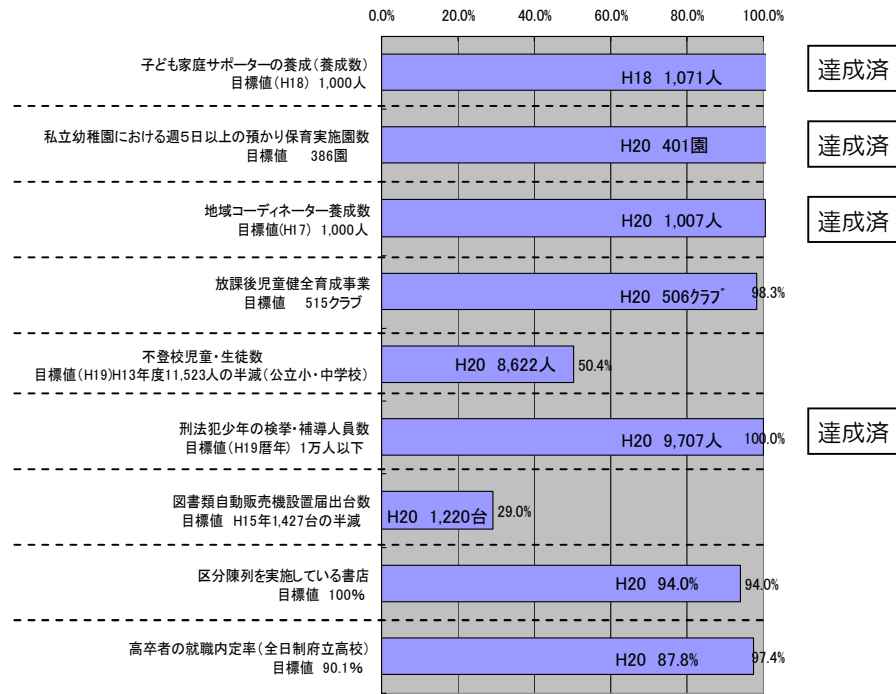 0.0% 20.0% 40.0% 60.0% 80.0% 100.0%
子ども家庭サポーターの養成(養成数)
目標値(H18) 1,000人
H18 1,071人
達成済
私立幼稚園における週5日以上の預かり保育実施園数
目標値 386園
H20 401園
達成済
地域コーディネーター養成数
目標値(H17) 1,000人
H20 1,007人
達成済
放課後児童健全育成事業
目標値 515クラブ
H20 506クラブ 98.3%
不登校児童・生徒数
目標値(H19)H13年度11,523人の半減(公立小・中学校)
H20 8,622人 50.4%
刑法犯少年の検挙・補導人員数
目標値(H19暦年) 1万人以下
H20 9,707人 100.0%
達成済
図書類自動販売機設置届出台数
目標値 H15年1,427台の半減
H20 1,220台 29.0%
区分陳列を実施している書店
目標値 100%
H20 94.0% 94.0%
高卒者の就職内定率(全日制府立高校)
目標値 90.1%
H20 87.8% 97.4%